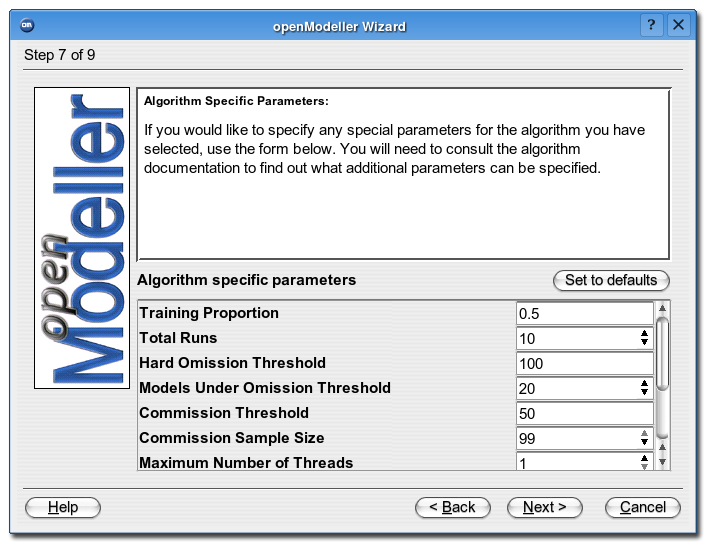 om
openModeller Wizard
?
Step 7 of 9
open
Modeller
Algorithm Specific Parameters:
If you would like to specify any special parameters for the algorithm you have
selected, use the form below. You will need to consult the algorithm
documentation to find out what additional parameters can be specified.
Algorithm specific parameters
Set to defaults
Training Proportion 0.5
Total Runs 10
Hard Omission Threshold 100
Models Under Omission Threshold 20
Commission Threshold 50
Commission Sample Size 99
Maximum Number of Threads 1
Help < Back Next > Cancel